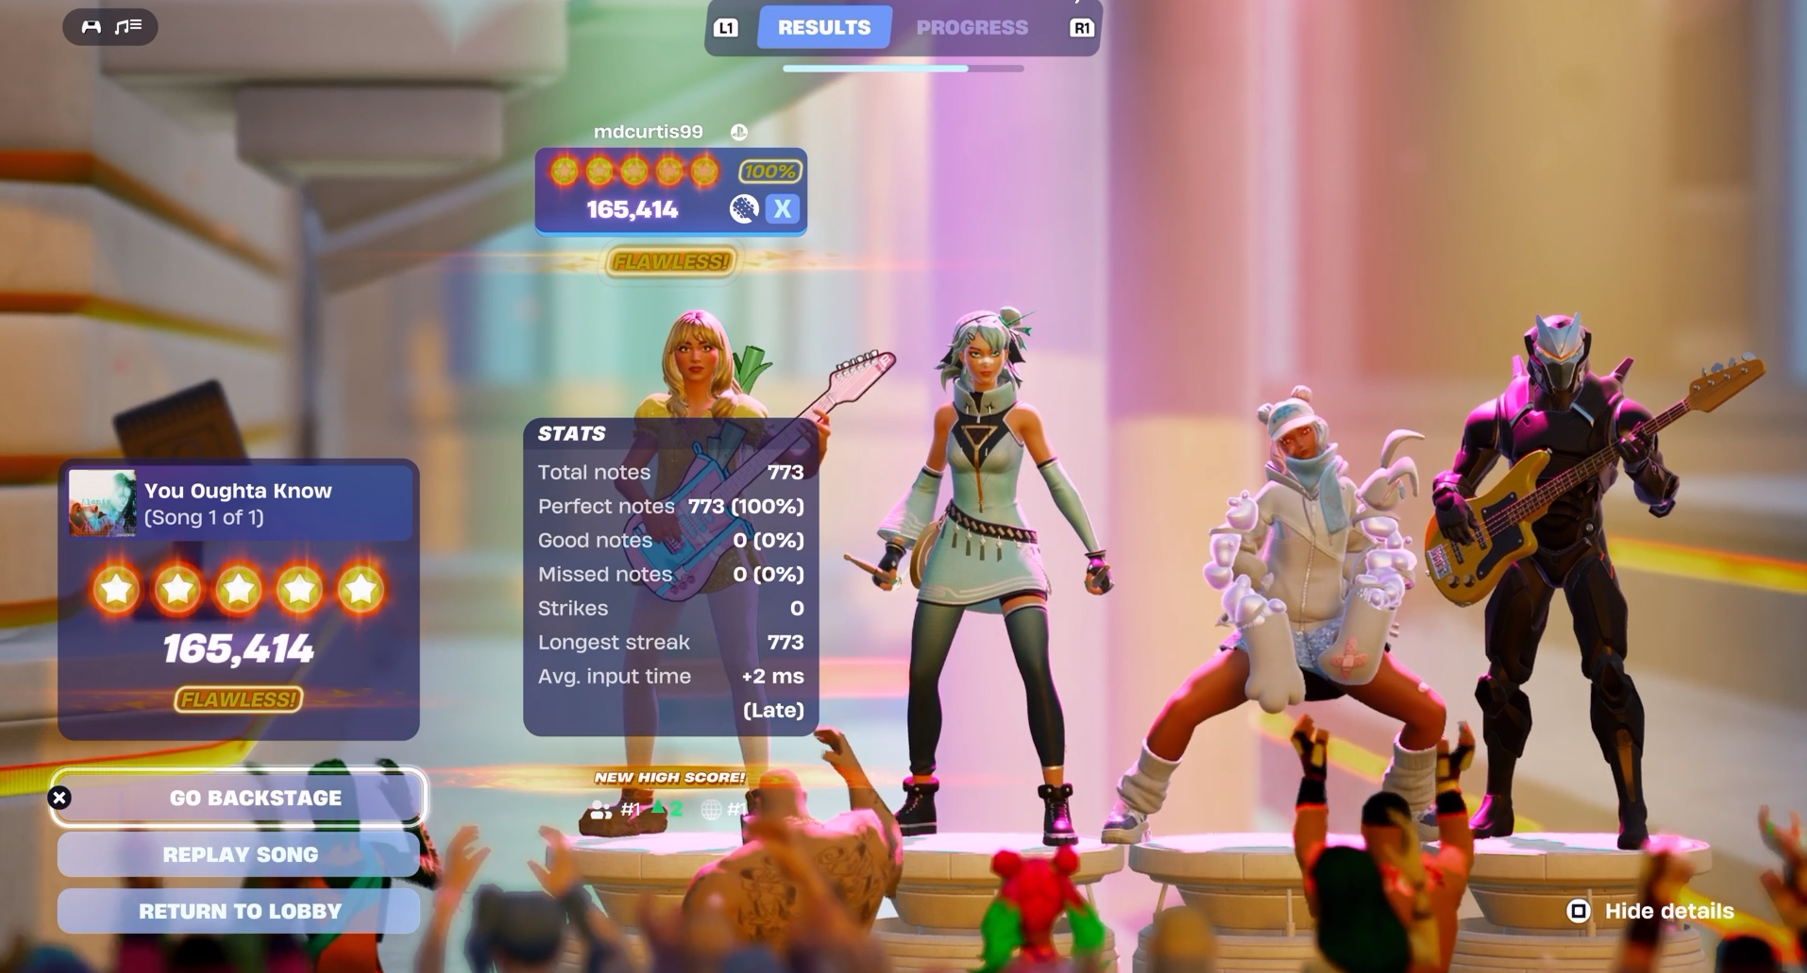 L1 RESULTS PROGRESS R1
mdcurtis99
100%
165,414 X
FLAWLESS!
STATS
Total notes 773
Perfect notes 773 (100%)
Good notes 0 (0%)
Missed notes 0 (0%)
Strikes 0
Longest streak 773
Avg. input time +2 ms
(Late)
NEW HIGH SCORE!
#1 2 #1
You Oughta Know
(Song 1 of 1)
165,414
FLAWLESS!
GO BACKSTAGE
REPLAY SONG
RETURN TO LOBBY
Hide details